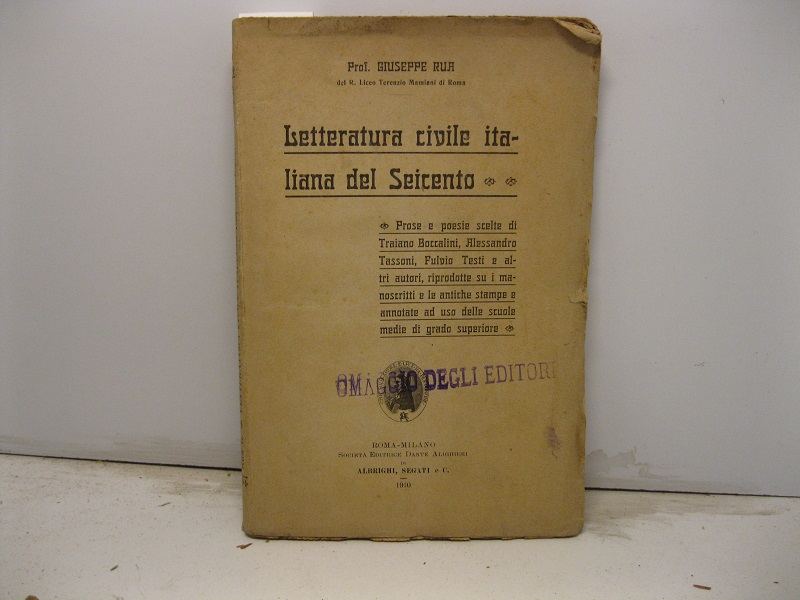 Prof. GIUSEPPE RUA
del R. Liceo Terenzio Mamiani di Roma
Letteratura civile ita-
liana del Seicento
Prose e poesie scelte di
Traiano Boccalini, Alessandro
Tassoni, Fulvio Testi e al-
tri autori, riprodotte su i ma-
noscritti e le antiche stampe e
annotate ad uso delle scuole
medie di grado superiore
OMAGGIO DEGLI EDITORI
ROMA-MILANO
SOCIETÀ EDITRICE DANTE ALIGHIERI
DI
ALBRIGHI, SEGATI e C.
1910